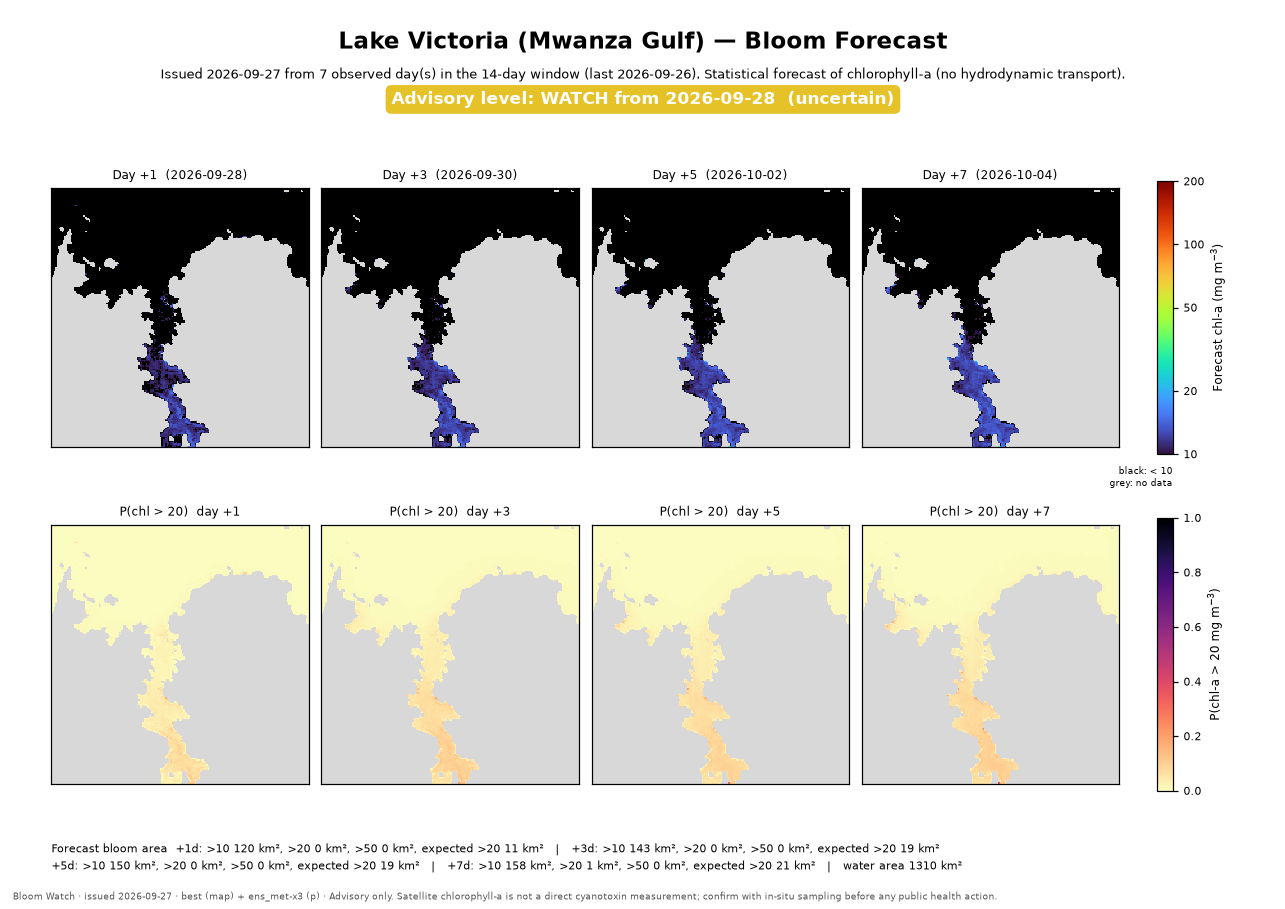 Lake Victoria (Mwanza Gulf) — Bloom Forecast
Issued 2026-09-27 from 7 observed day(s) in the 14-day window (last 2026-09-26). Statistical forecast of chlorophyll-a (no hydrodynamic transport).
Advisory level: WATCH from 2026-09-28  (uncertain)
Day +1  (2026-09-28)
Day +3  (2026-09-30)
Day +5  (2026-10-02)
Day +7  (2026-10-04)
200
100
50
20
10
Forecast chl-a (mg m⁻³)
black: < 10
grey: no data
P(chl > 20)  day +1
P(chl > 20)  day +3
P(chl > 20)  day +5
P(chl > 20)  day +7
1.0
0.8
0.6
0.4
0.2
0.0
P(chl-a > 20 mg m⁻³)
Forecast bloom area  +1d: >10 120 km², >20 0 km², >50 0 km², expected >20 11 km²  |  +3d: >10 143 km², >20 0 km², >50 0 km², expected >20 19 km²
+5d: >10 150 km², >20 0 km², >50 0 km², expected >20 19 km²  |  +7d: >10 158 km², >20 1 km², >50 0 km², expected >20 21 km²  |  water area 1310 km²
Bloom Watch · issued 2026-09-27 · best (map) + ens_met-x3 (p) · Advisory only. Satellite chlorophyll-a is not a direct cyanotoxin measurement; confirm with in-situ sampling before any public health action.